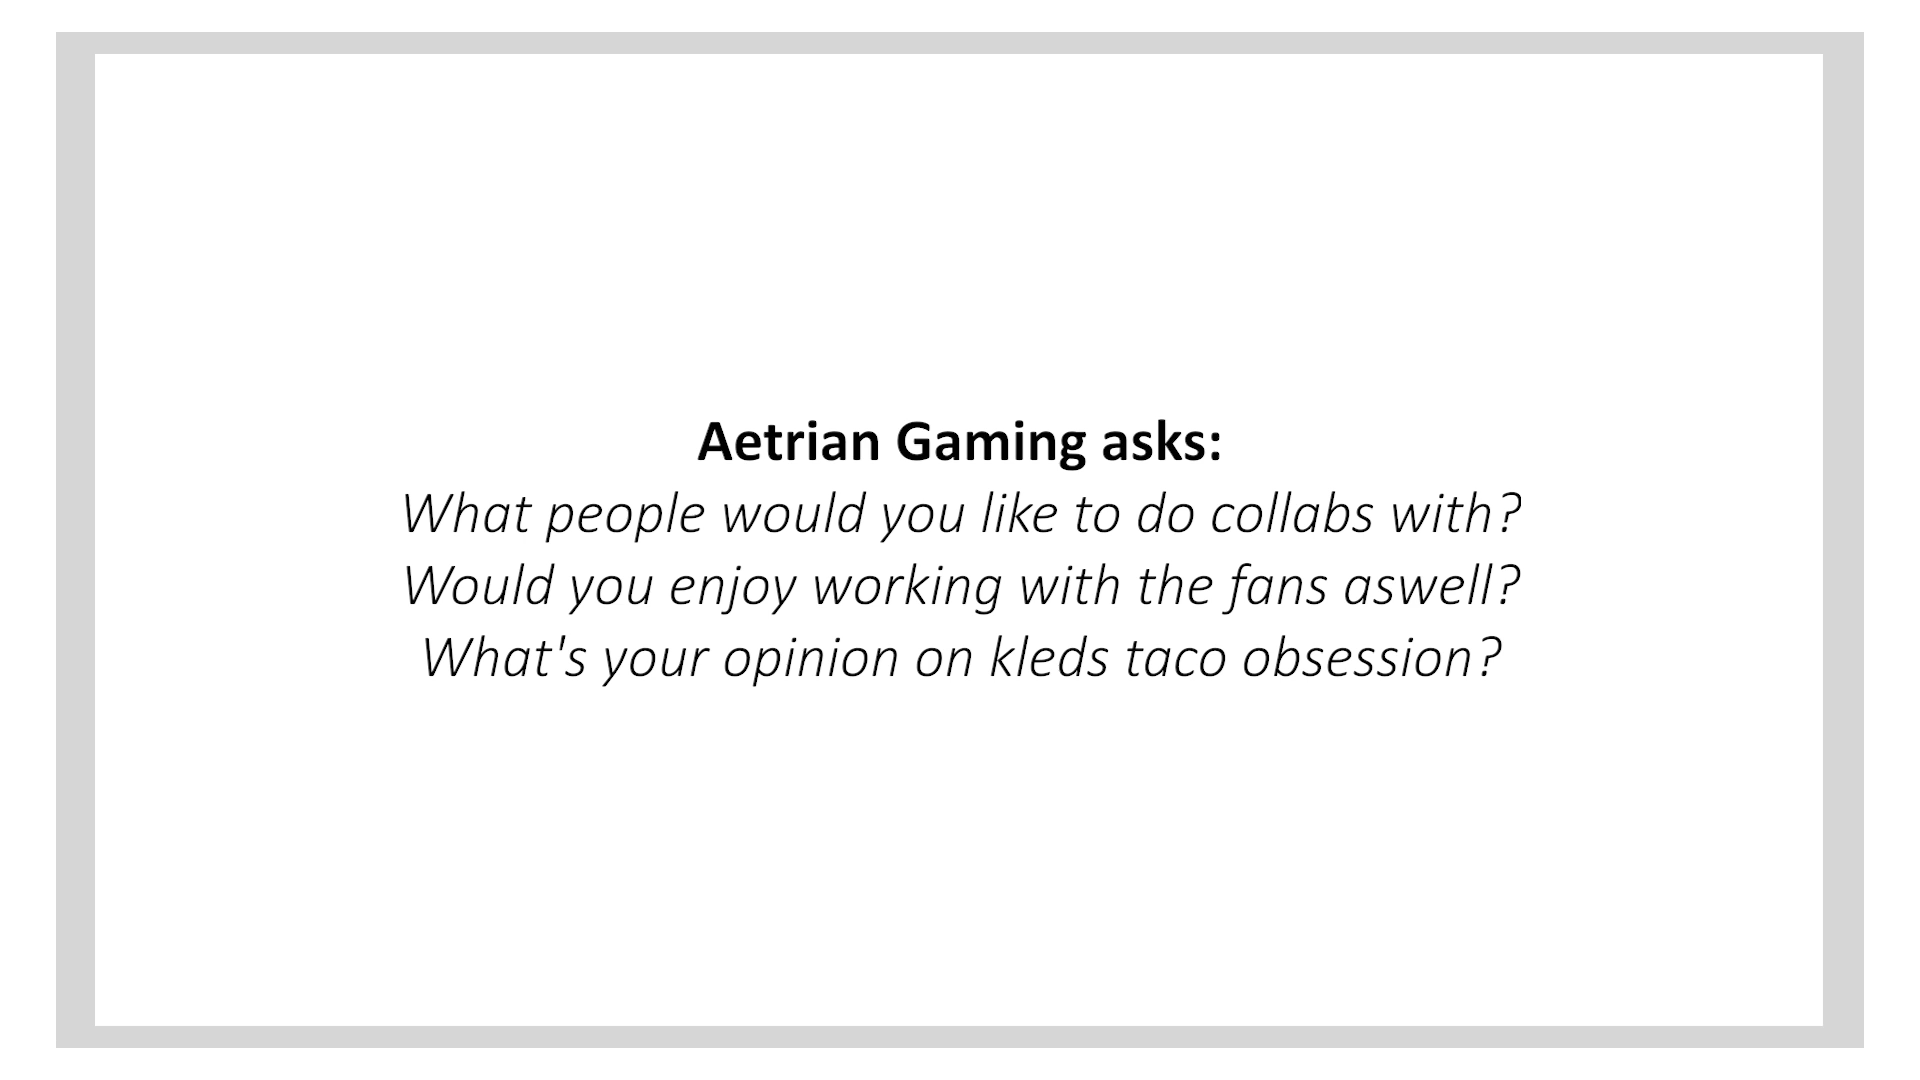 Aetrian Gaming asks:
What people would you like to do collabs with?
Would you enjoy working with the fans aswell?
What's your opinion on kleds taco obsession?